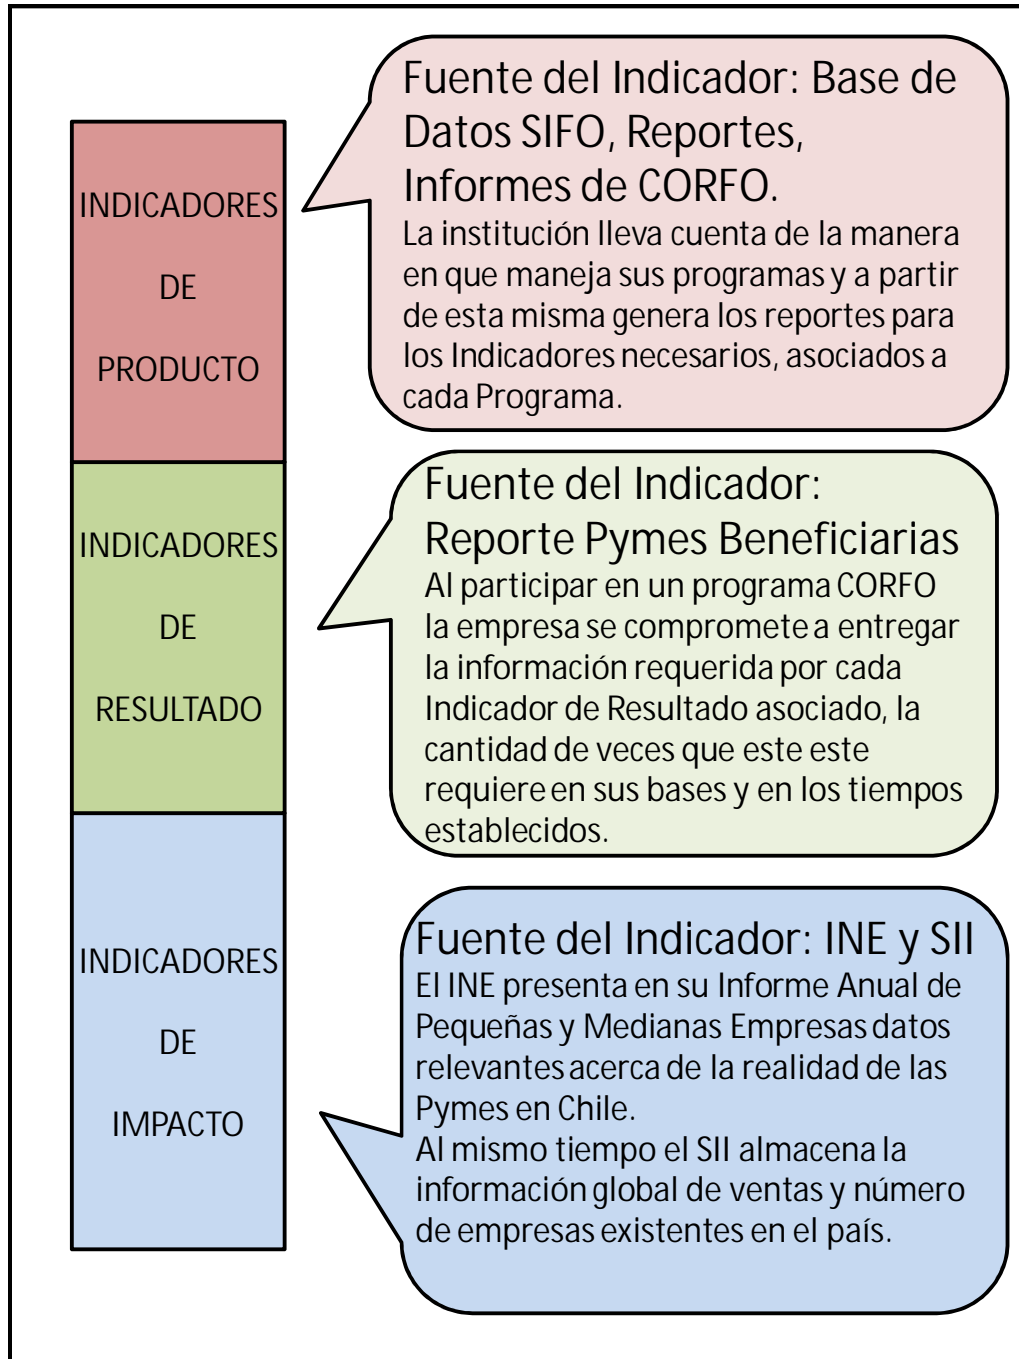 INDICADORES
DE
PRODUCTO
Fuente del Indicador: Base de
Datos SIFO, Reportes,
Informes de CORFO.
La institución lleva cuenta de la manera
en que maneja sus programas y a partir
de esta misma genera los reportes para
los Indicadores necesarios, asociados a
cada Programa.
INDICADORES
DE
RESULTADO
Fuente del Indicador:
Reporte Pymes Beneficiarias
Al participar en un programa CORFO
la empresa se compromete a entregar
la información requerida por cada
Indicador de Resultado asociado, la
cantidad de veces que este este
requiere en sus bases y en los tiempos
establecidos.
INDICADORES
DE
IMPACTO
Fuente del Indicador: INE y SII
El INE presenta en su Informe Anual de
Pequeñas y Medianas Empresas datos
relevantes acerca de la realidad de las
Pymes en Chile.
Al mismo tiempo el SII almacena la
información global de ventas y número
de empresas existentes en el país.